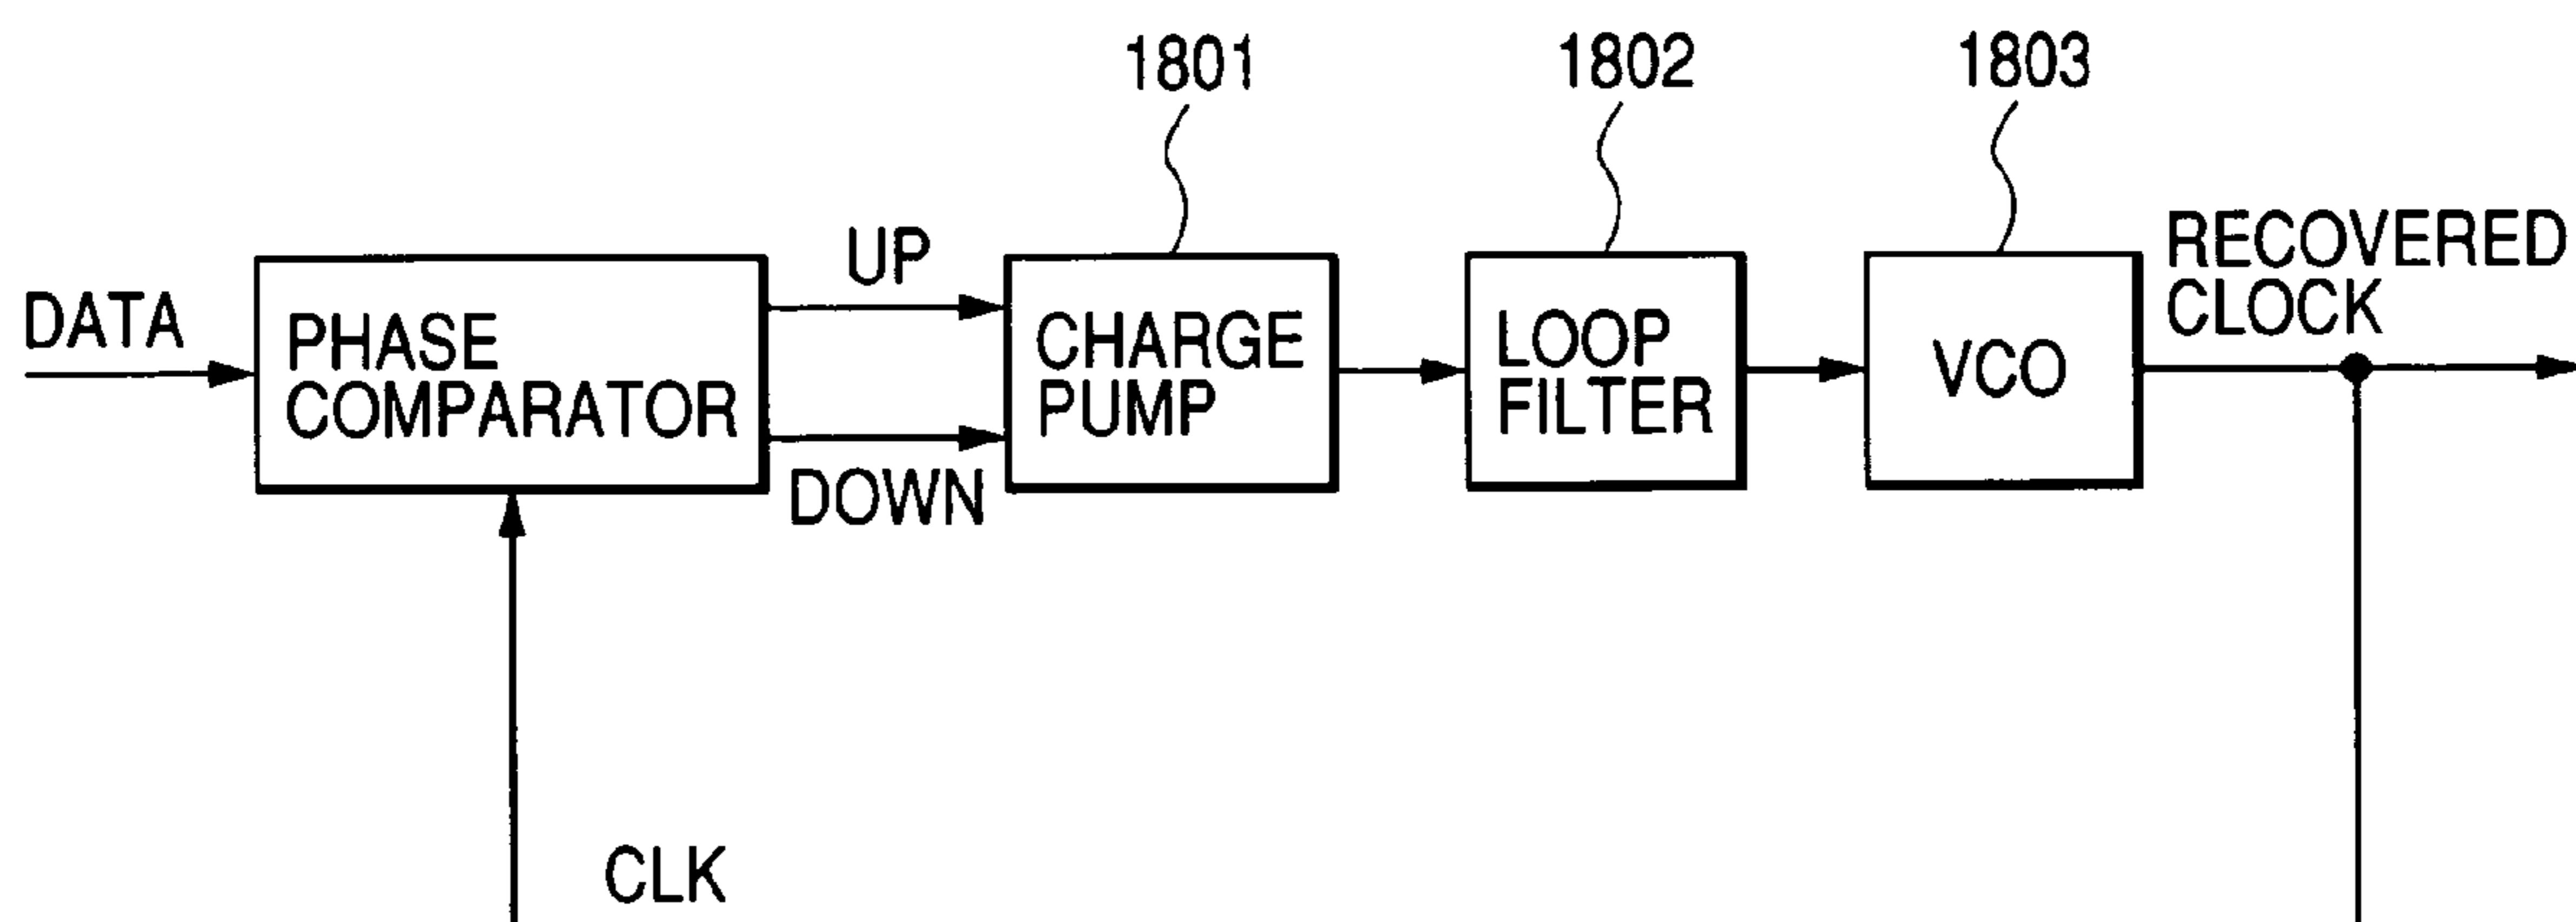 1801
1802
1803
DATA
PHASE
COMPARATOR
UP
DOWN
CHARGE
PUMP
LOOP
FILTER
VCO
RECOVERED
CLOCK
CLK